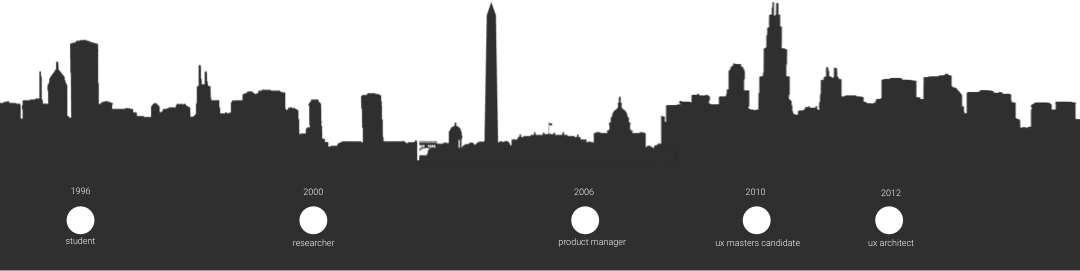 1996
2000
2006
2010
2012
student
researcher
product manager
ux masters candidate
ux architect